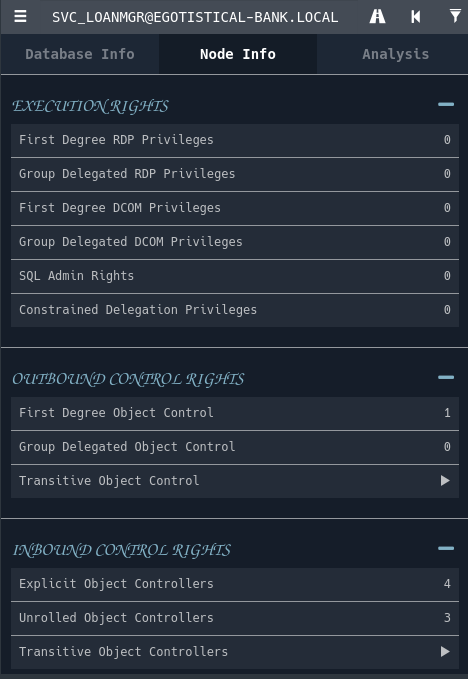 SVC_LOANMGR@EGOTISTICAL-BANK.LOCAL
Database Info Node Info Analysis
EXECUTION RIGHTS
First Degree RDP Privileges 0
Group Delegated RDP Privileges 0
First Degree DCOM Privileges 0
Group Delegated DCOM Privileges 0
SQL Admin Rights 0
Constrained Delegation Privileges 0
OUTBOUND CONTROL RIGHTS
First Degree Object Control 1
Group Delegated Object Control 0
Transitive Object Control
INBOUND CONTROL RIGHTS
Explicit Object Controllers 4
Unrolled Object Controllers 3
Transitive Object Controllers